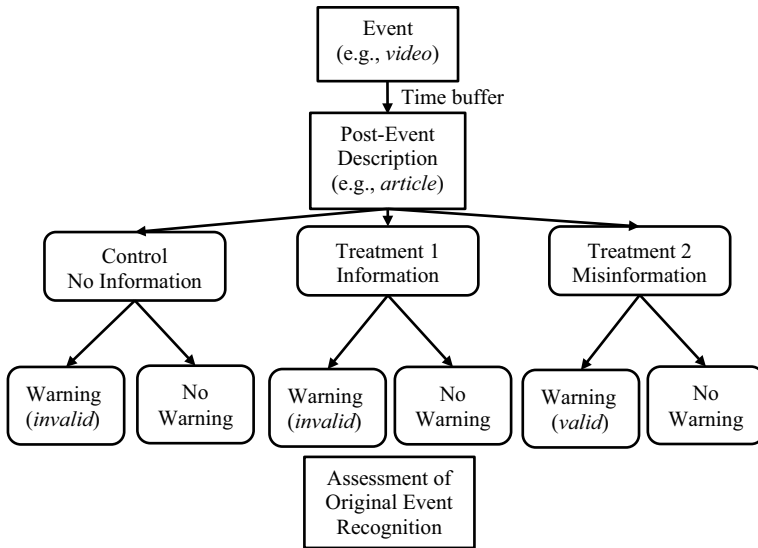 Event
(e.g., video)
Time buffer
Post-Event
Description
(e.g., article)
Control
No Information
Treatment 1
Information
Treatment 2
Misinformation
Warning
(invalid)
No
Warning
Warning
(invalid)
No
Warning
Warning
(valid)
No
Warning
Assessment of
Original Event
Recognition